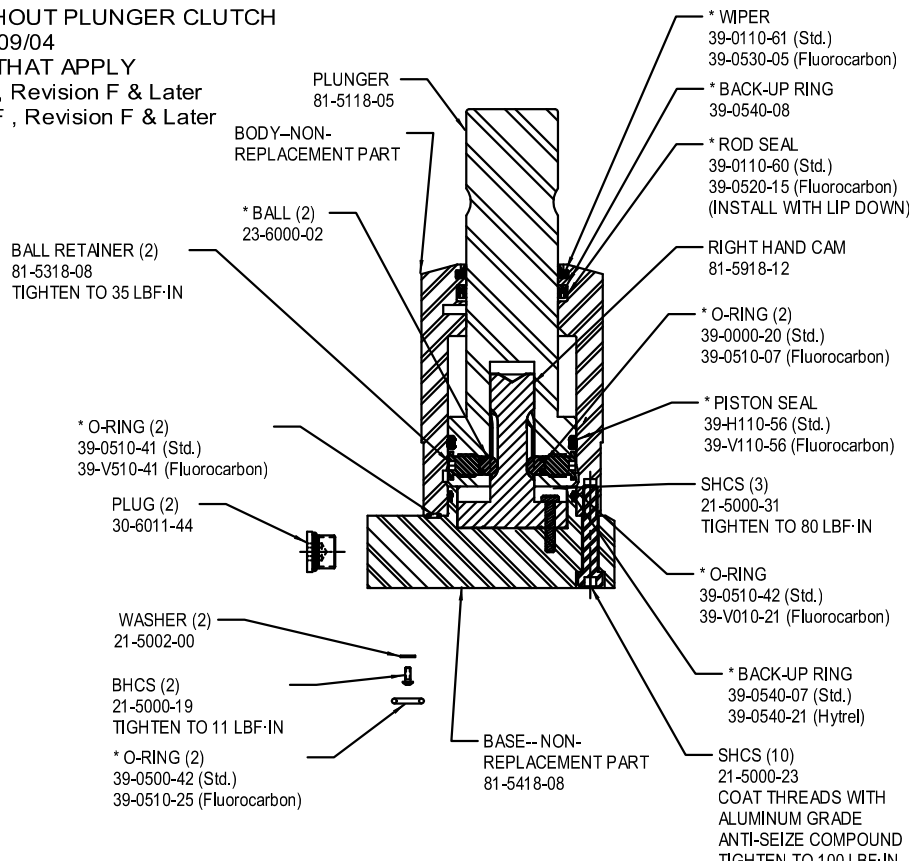 HOUT PLUNGER CLUTCH
09/04
THAT APPLY
, Revision F & Later
F , Revision F & Later
PLUNGER
81-5118-05
BODY--NON-
REPLACEMENT PART
* BALL (2)
23-6000-02
BALL RETAINER (2)
81-5318-08
TIGHTEN TO 35 LBF·IN
* O-RING (2)
39-0510-41 (Std.)
39-V510-41 (Fluorocarbon)
PLUG (2)
30-6011-44
WASHER (2)
21-5002-00
BHCS (2)
21-5000-19
TIGHTEN TO 11 LBF·IN
* O-RING (2)
39-0500-42 (Std.)
39-0510-25 (Fluorocarbon)
BASE-- NON-
REPLACEMENT PART
81-5418-08
* WIPER
39-0110-61 (Std.)
39-0530-05 (Fluorocarbon)
* BACK-UP RING
39-0540-08
* ROD SEAL
39-0110-60 (Std.)
39-0520-15 (Fluorocarbon)
(INSTALL WITH LIP DOWN)
RIGHT HAND CAM
81-5918-12
* O-RING (2)
39-0000-20 (Std.)
39-0510-07 (Fluorocarbon)
* PISTON SEAL
39-H110-56 (Std.)
39-V110-56 (Fluorocarbon)
SHCS (3)
21-5000-31
TIGHTEN TO 80 LBF·IN
* O-RING
39-0510-42 (Std.)
39-V010-21 (Fluorocarbon)
* BACK-UP RING
39-0540-07 (Std.)
39-0540-21 (Hytrel)
SHCS (10)
21-5000-23
COAT THREADS WITH
ALUMINUM GRADE
ANTI-SEIZE COMPOUND
TIGHTEN TO 100 LBF·IN